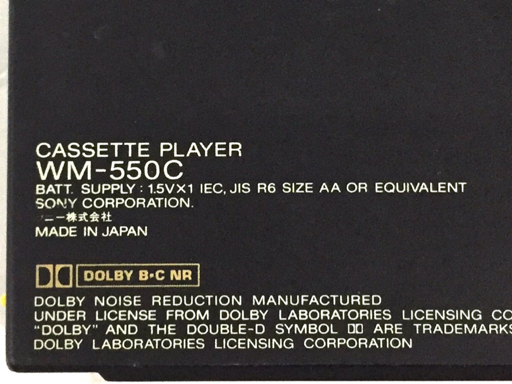 CASSETTE PLAYER
WM-550C
BATT. SUPPLY : 1.5V×1 IEC, JIS R6 SIZE AA OR EQUIVALENT
SONY CORPORATION.
ニー株式会社
MADE IN JAPAN
DOLBY B·C NR
DOLBY NOISE REDUCTION MANUFACTURED
UNDER LICENSE FROM DOLBY LABORATORIES LICENSING CO
"DOLBY" AND THE DOUBLE-D SYMBOL ARE TRADEMARKS
DOLBY LABORATORIES LICENSING CORPORATION